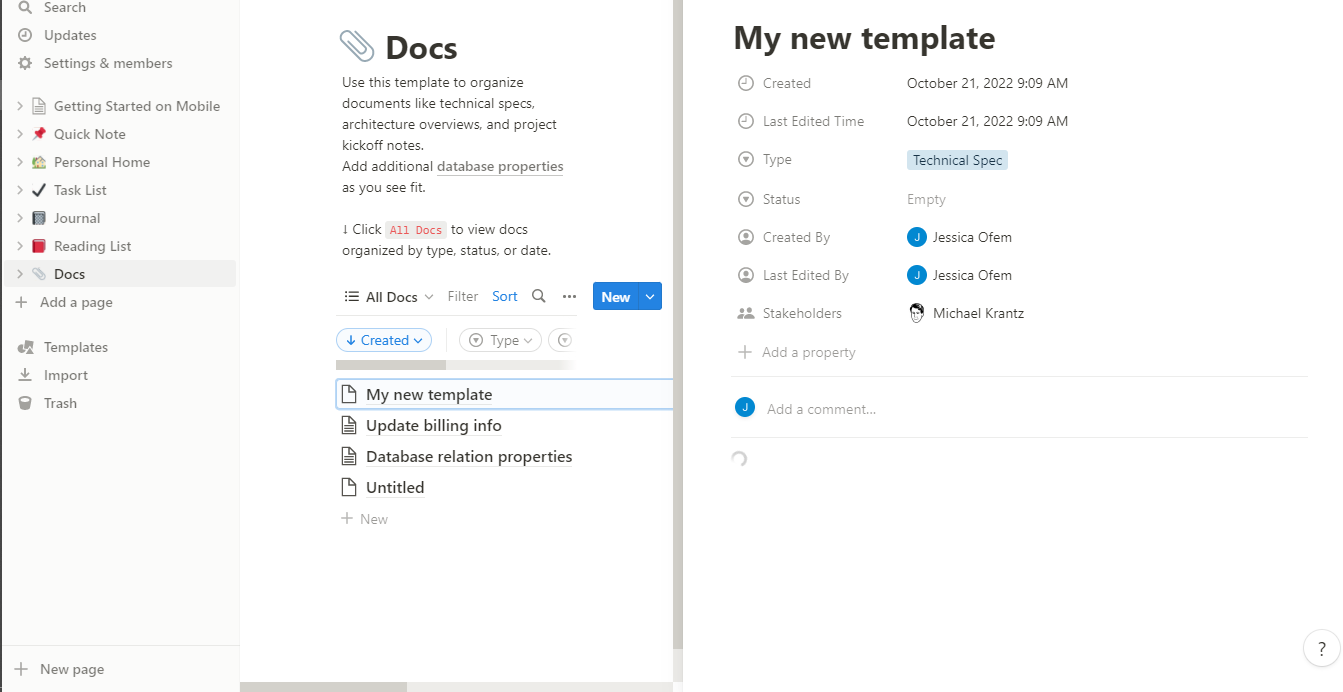 Search
Updates
Settings & members
Getting Started on Mobile
Quick Note
Personal Home
Task List
Journal
Reading List
Docs
Add a page
Templates
Import
Trash
New page
Docs
Use this template to organize
documents like technical specs,
architecture overviews, and project
kickoff notes.
Add additional database properties
as you see fit.
↓ Click All Docs to view docs
organized by type, status, or date.
All Docs Filter Sort ••• New
↓ Created Type
My new template
Update billing info
Database relation properties
Untitled
+ New
My new template
Created October 21, 2022 9:09 AM
Last Edited Time October 21, 2022 9:09 AM
Type Technical Spec
Status Empty
Created By J Jessica Ofem
Last Edited By J Jessica Ofem
Stakeholders Michael Krantz
+ Add a property
J Add a comment...
?